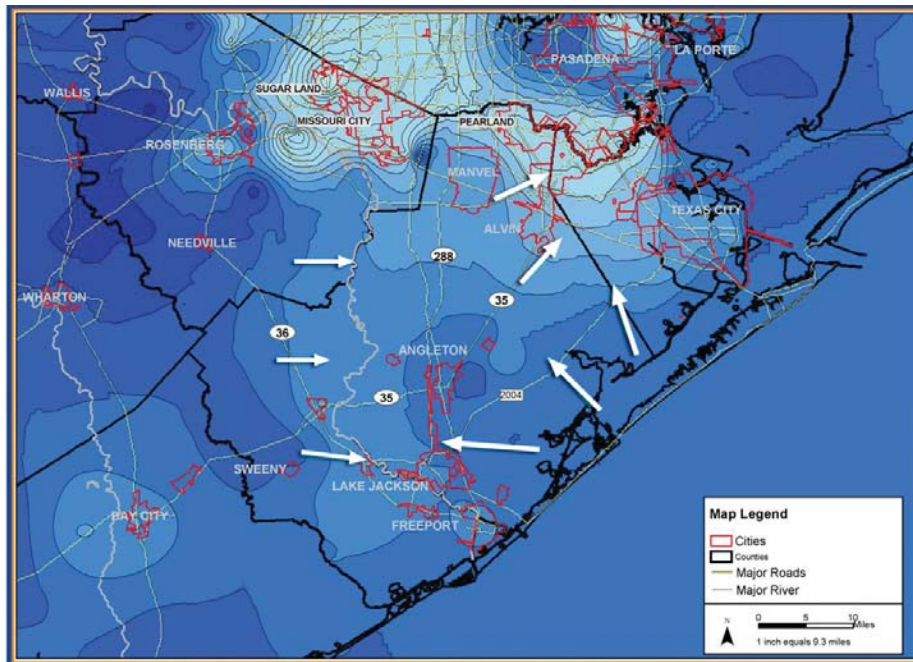 PASADENA
LA PORTE
SUGAR LAND
WALLIS
MISSOURI CITY
PEARLAND
ROSENBERG
MANVEL
TEXAS CITY
ALVIN
NEEDVILLE
288
WHARTON
35
36
ANGLETON
35
2004
SWEENY
LAKE JACKSON
BAY CITY
FREEPORT
Map Legend
Cities
Counties
Major Roads
Major River
N
0 5 10
Miles
1 inch equals 9.3 miles